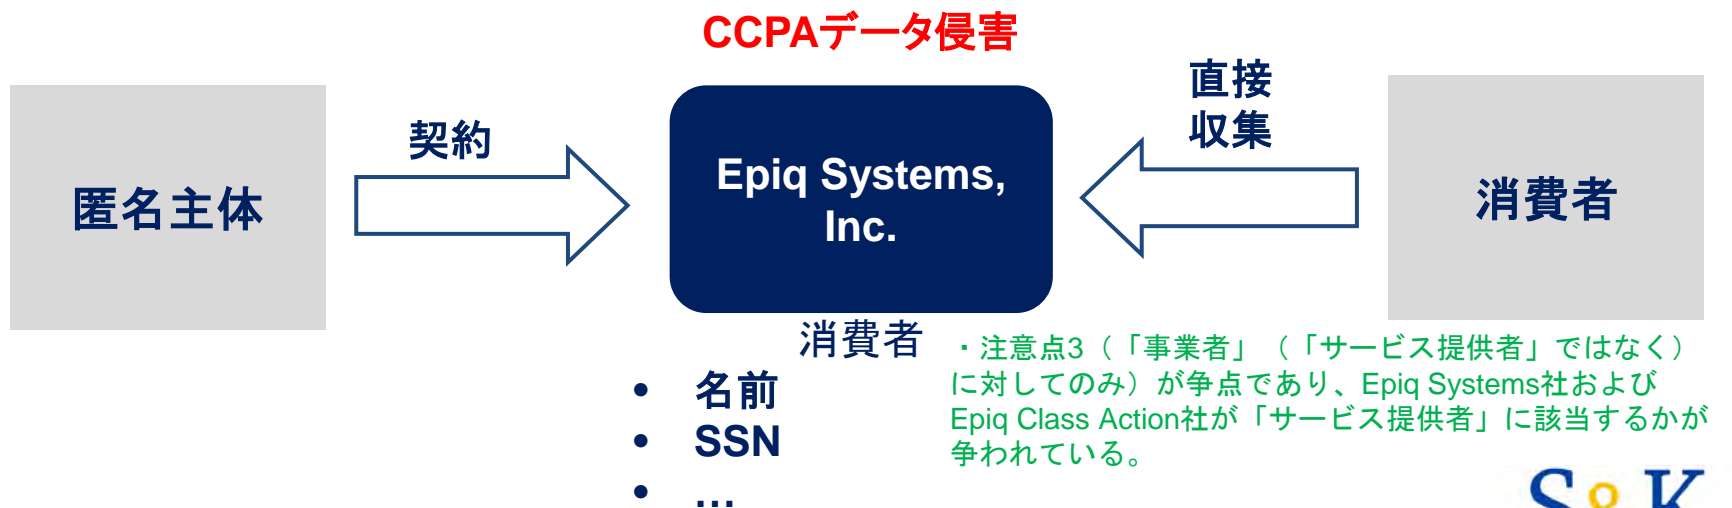 CCPAデータ侵害
匿名主体
契約
Epiq Systems,
Inc.
直接
収集
消費者
消費者
• 名前
• SSN
• …
・注意点3（「事業者」（「サービス提供者」ではなく）
に対してのみ）が争点であり、Epiq Systems社および
Epiq Class Action社が「サービス提供者」に該当するかが
争われている。
S&K